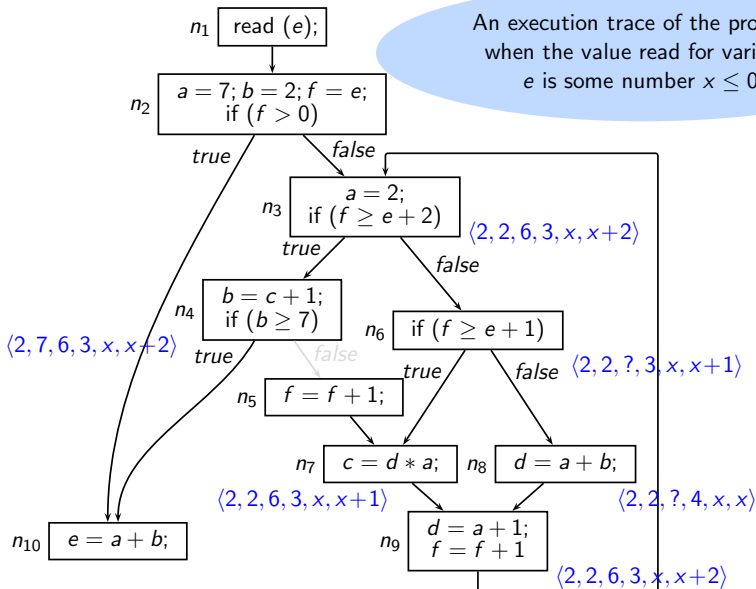 An execution trace of the pro
when the value read for vari
e is some number x ≤ 0
n1 read (e);
n2 a = 7; b = 2; f = e;
if (f > 0)
true
false
n3 a = 2;
if (f ≥ e + 2)
⟨2, 2, 6, 3, x, x+2⟩
true
false
n4 b = c + 1;
if (b ≥ 7)
n6 if (f ≥ e + 1)
⟨2, 7, 6, 3, x, x+2⟩
true
false
⟨2, 2, ?, 3, x, x+1⟩
true
false
n5 f = f + 1;
n7 c = d * a;
n8 d = a + b;
⟨2, 2, 6, 3, x, x+1⟩
⟨2, 2, ?, 4, x, x⟩
n9 d = a + 1;
f = f + 1
n10 e = a + b;
⟨2, 2, 6, 3, x, x+2⟩